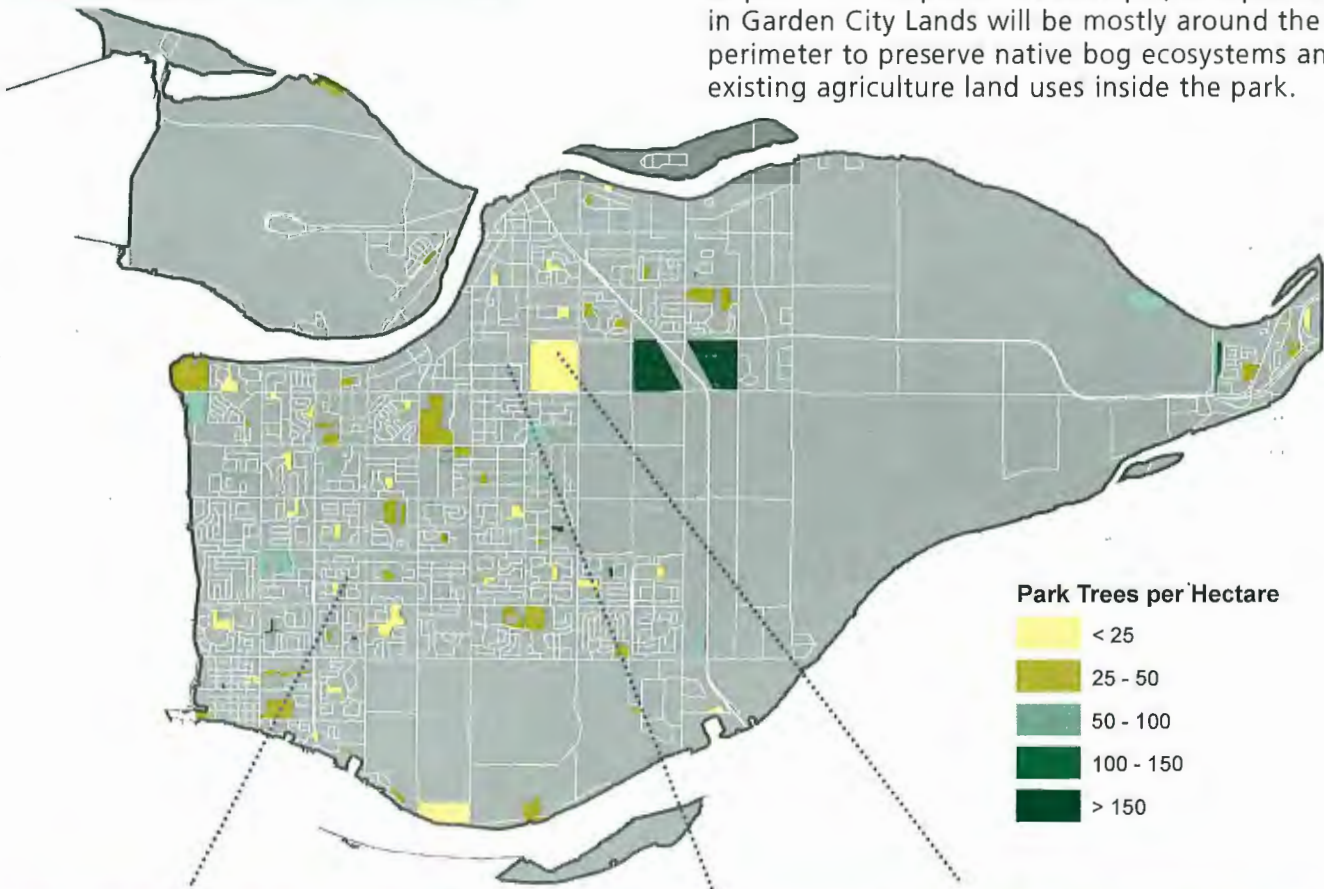 in Garden City Lands will be mostly around the
perimeter to preserve native bog ecosystems an
existing agriculture land uses inside the park.
Park Trees per Hectare
< 25
25 - 50
50 - 100
100 - 150
> 150